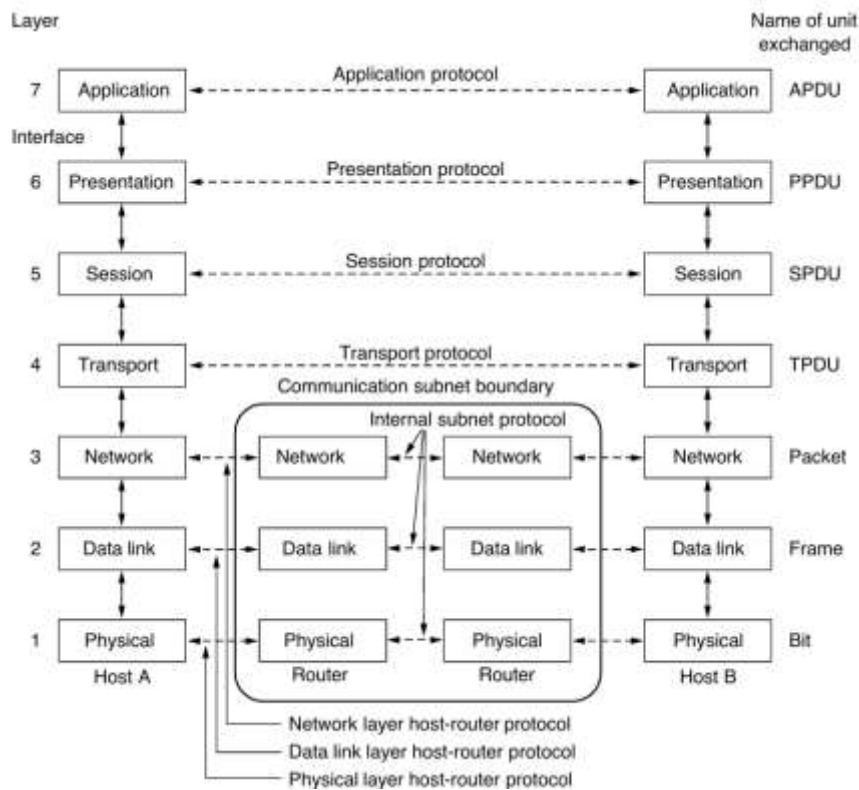 Layer
Name of unit
exchanged
7 Application Application protocol Application APDU
Interface
6 Presentation Presentation protocol Presentation PPDU
5 Session Session protocol Session SPDU
4 Transport Transport protocol Transport TPDU
Communication subnet boundary
Internal subnet protocol
3 Network Network Network Network Packet
2 Data link Data link Data link Data link Frame
1 Physical Physical Physical Physical Bit
Host A Router Router Host B
Network layer host-router protocol
Data link layer host-router protocol
Physical layer host-router protocol